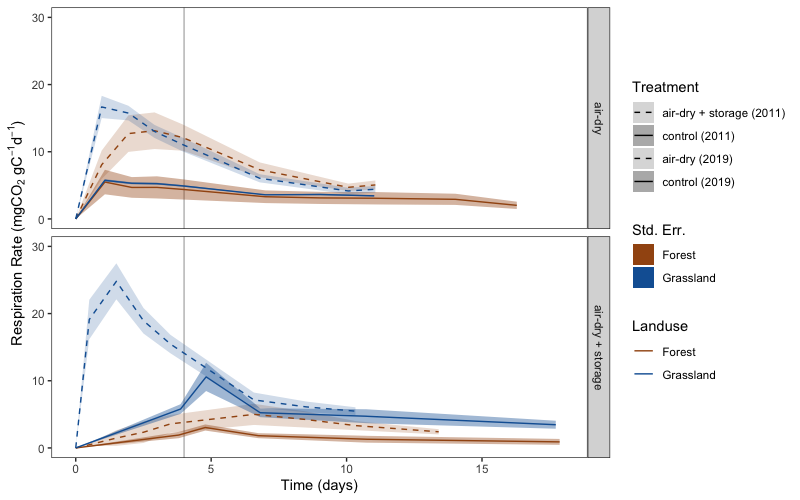 30
20
10
0
air-dry
30
20
10
0
air-dry + storage
0
5
10
15
Time (days)
Respiration Rate (mgCO₂ gC⁻¹d⁻¹)
Treatment
air-dry + storage (2011)
control (2011)
air-dry (2019)
control (2019)
Std. Err.
Forest
Grassland
Landuse
Forest
Grassland